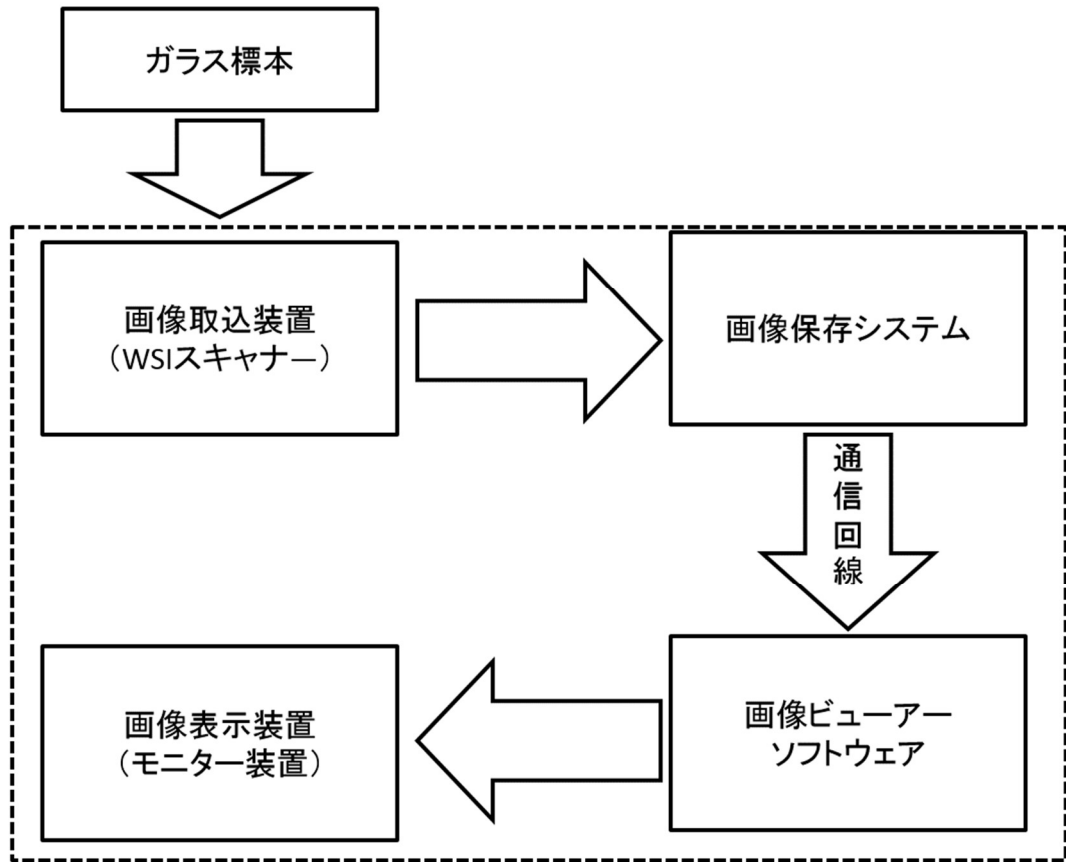 ガラス標本
画像取込装置
（WSIスキャナー）
画像保存システム
通
信
回
線
画像ビューアー
ソフトウェア
画像表示装置
（モニター装置）